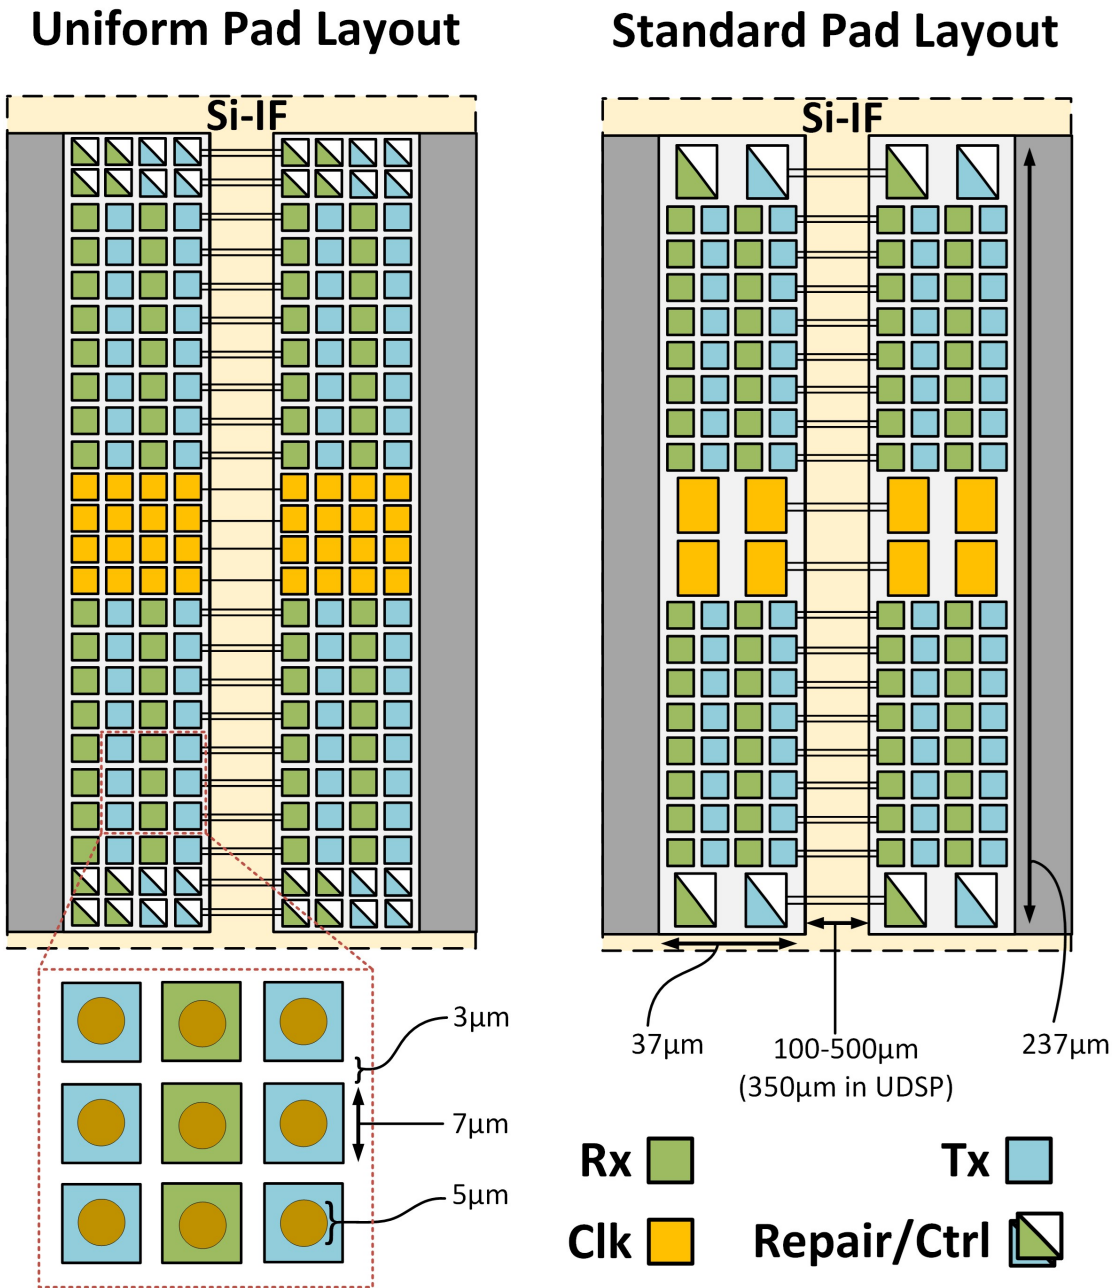 Uniform Pad Layout
Standard Pad Layout
Si-IF
Si-IF
3μm
7μm
5μm
37μm
100-500μm
(350μm in UDSP)
237μm
Rx
Tx
Clk
Repair/Ctrl